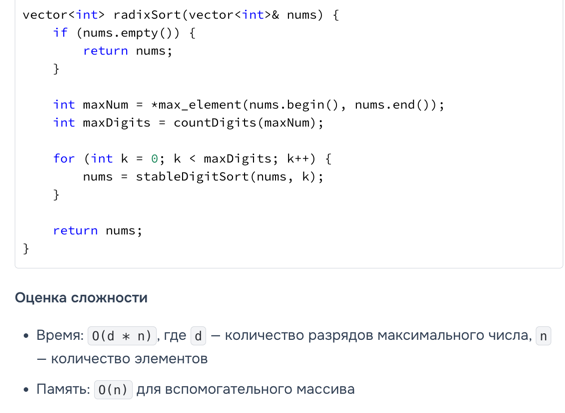 vector<int> radixSort(vector<int>& nums) {
    if (nums.empty()) {
        return nums;
    }

    int maxNum = *max_element(nums.begin(), nums.end());
    int maxDigits = countDigits(maxNum);

    for (int k = 0; k < maxDigits; k++) {
        nums = stableDigitSort(nums, k);
    }

    return nums;
}
Оценка сложности
• Время: O(d * n), где d — количество разрядов максимального числа, n
— количество элементов
• Память: O(n) для вспомогательного массива